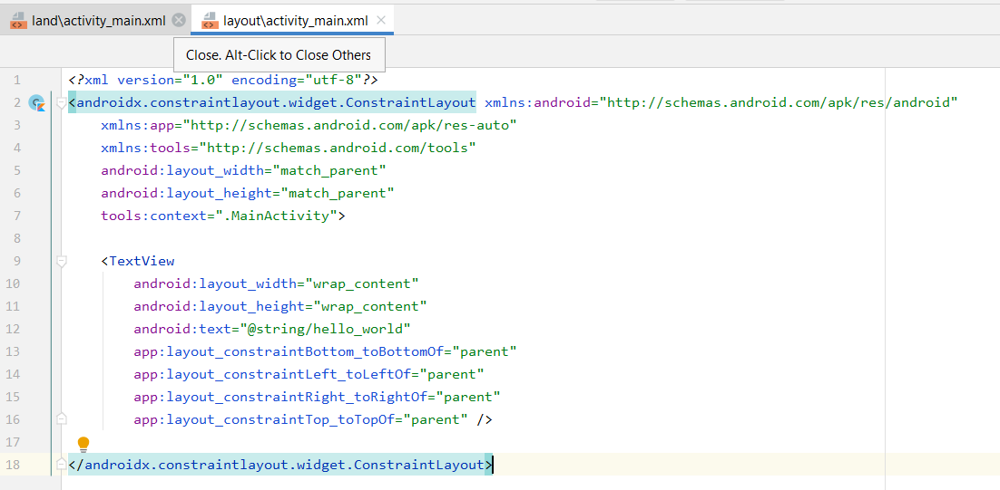 land\activity_main.xml
layout\activity_main.xml
Close. Alt-Click to Close Others
1 <?xml version="1.0" encoding="utf-8"?>
2 <androidx.constraintlayout.widget.ConstraintLayout xmlns:android="http://schemas.android.com/apk/res/android"
3 xmlns:app="http://schemas.android.com/apk/res-auto"
4 xmlns:tools="http://schemas.android.com/tools"
5 android:layout_width="match_parent"
6 android:layout_height="match_parent"
7 tools:context=".MainActivity">
8
9 <TextView
10 android:layout_width="wrap_content"
11 android:layout_height="wrap_content"
12 android:text="@string/hello_world"
13 app:layout_constraintBottom_toBottomOf="parent"
14 app:layout_constraintLeft_toLeftOf="parent"
15 app:layout_constraintRight_toRightOf="parent"
16 app:layout_constraintTop_toTopOf="parent" />
17
18 </androidx.constraintlayout.widget.ConstraintLayout>